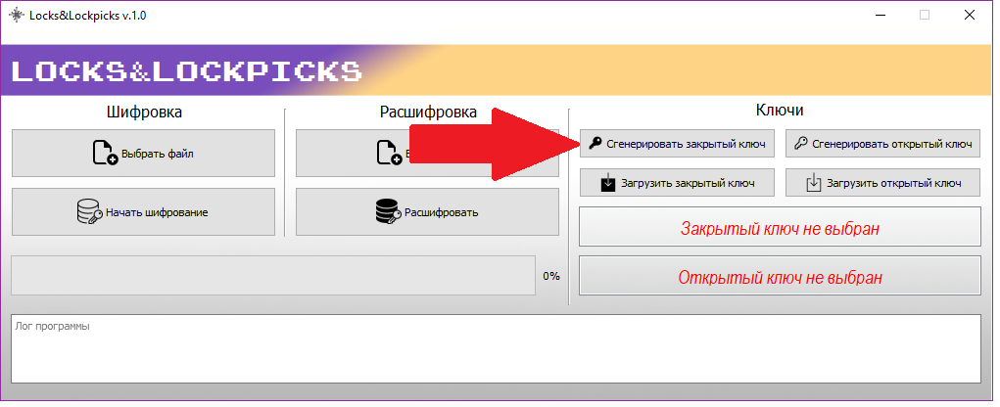 Locks&Lockpicks v.1.0
LOCKS&LOCKPICKS
Шифровка
Расшифровка
Ключи
Выбрать файл
Сгенерировать закрытый ключ
Сгенерировать открытый ключ
Загрузить закрытый ключ
Загрузить открытый ключ
Начать шифрование
Расшифровать
Закрытый ключ не выбран
0%
Открытый ключ не выбран
Лог программы